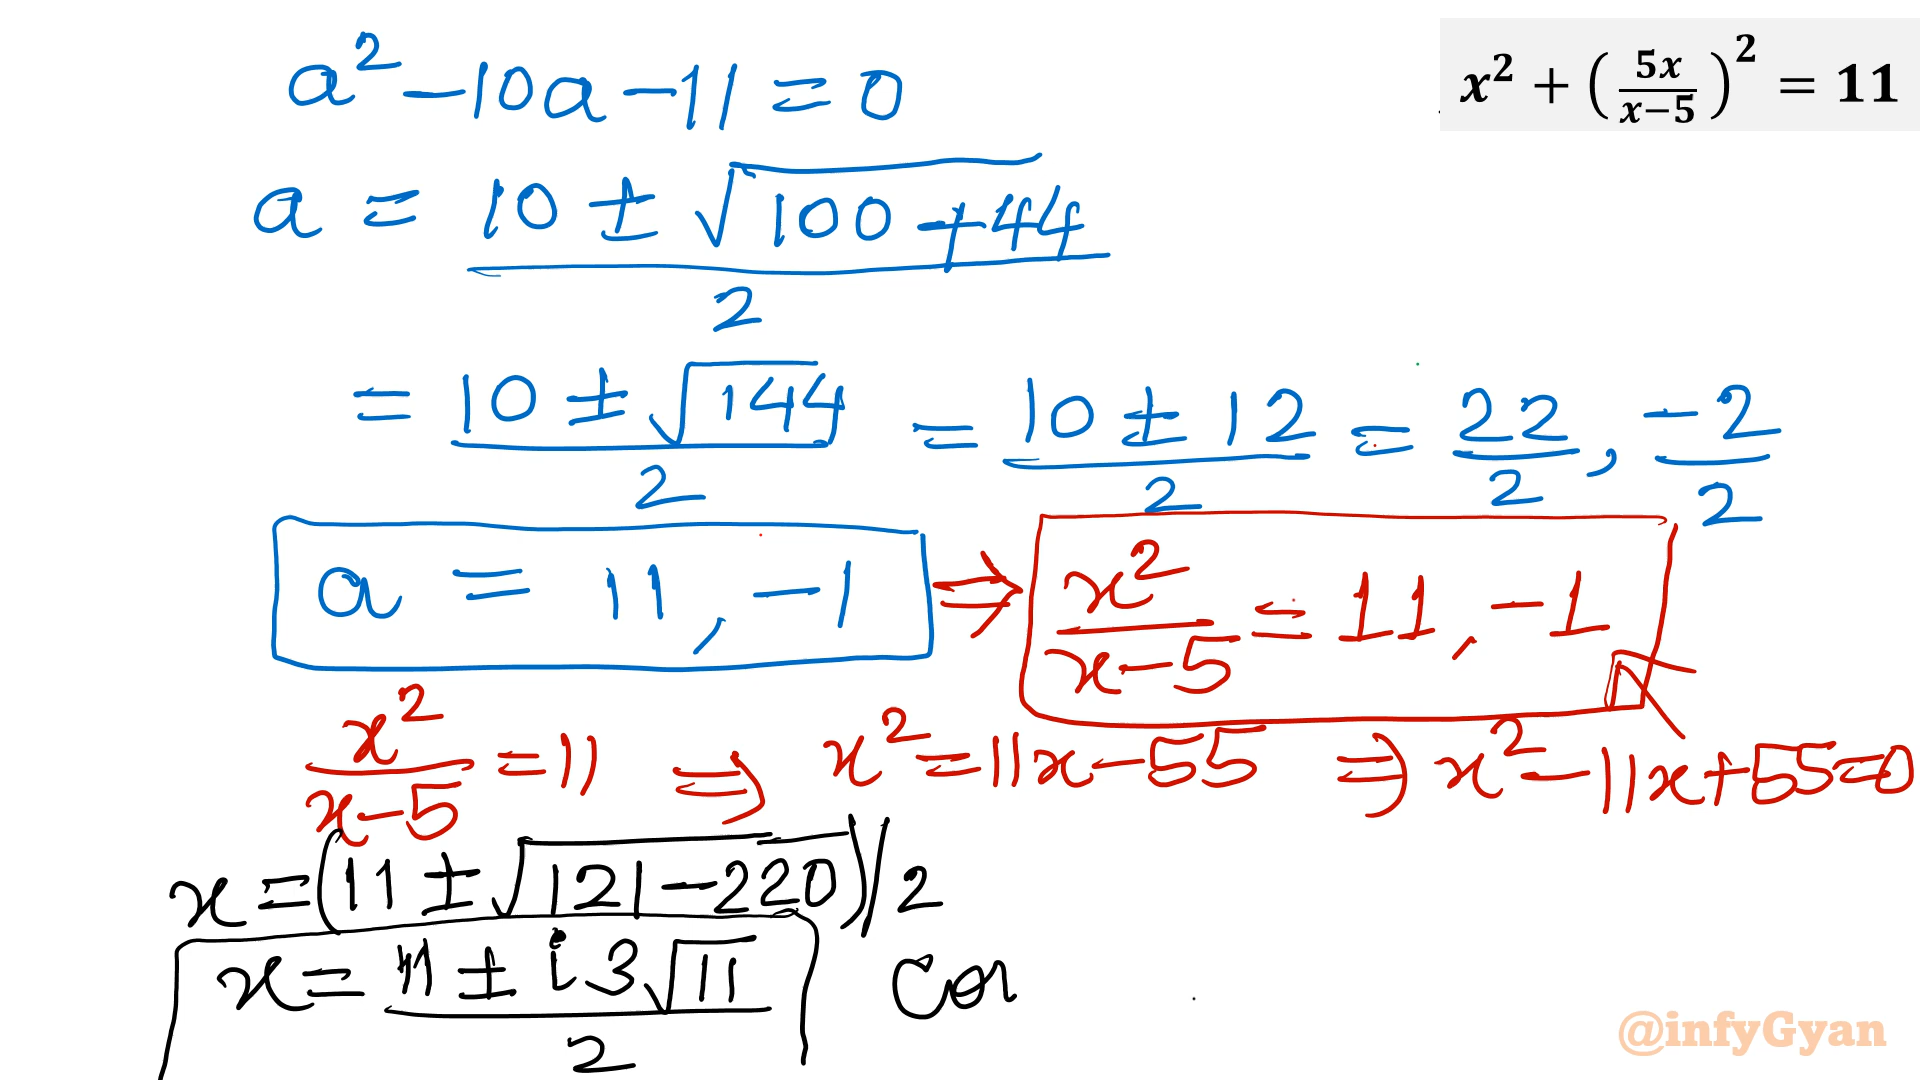 x² + (5x/(x−5))² = 11
a² − 10a − 11 = 0
a = (10 ± √(100 + 44))/2
= (10 ± √144)/2 = (10 ± 12)/2 = 22/2 , −2/2
a = 11 , −1 ⇒ x²/(x−5) = 11 , −1
x²/(x−5) = 11 ⇒ x² = 11x − 55 ⇒ x² − 11x + 55 = 0
x = (11 ± √(121 − 220))/2
x = (11 ± i3√11)/2 Com
@infyGyan